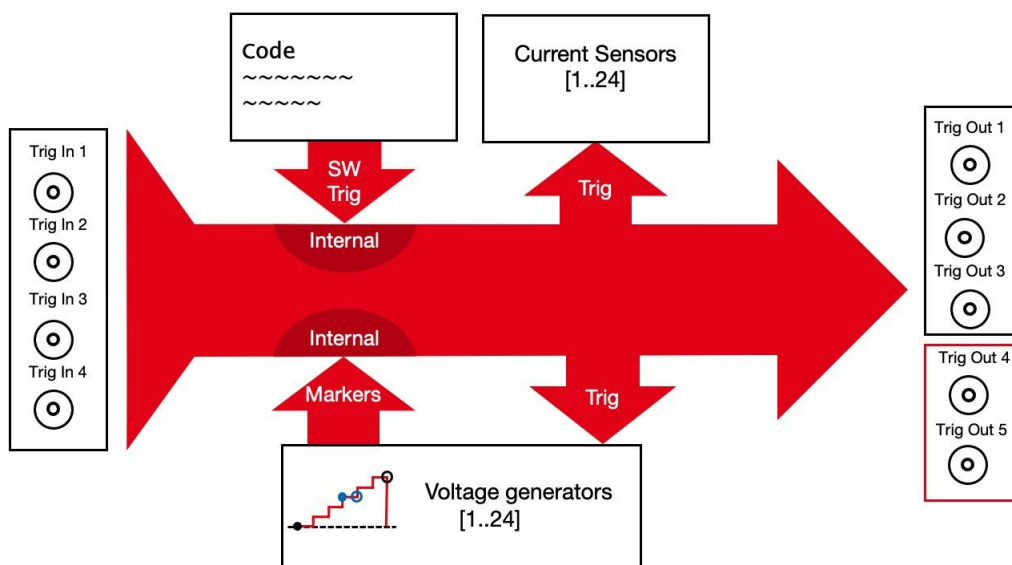 Code
~~~~~~~
~~~~~
Current Sensors
[1..24]
Trig In 1
Trig In 2
Trig In 3
Trig In 4
SW
Trig
Internal
Trig
Internal
Markers
Trig
Voltage generators
[1..24]
Trig Out 1
Trig Out 2
Trig Out 3
Trig Out 4
Trig Out 5